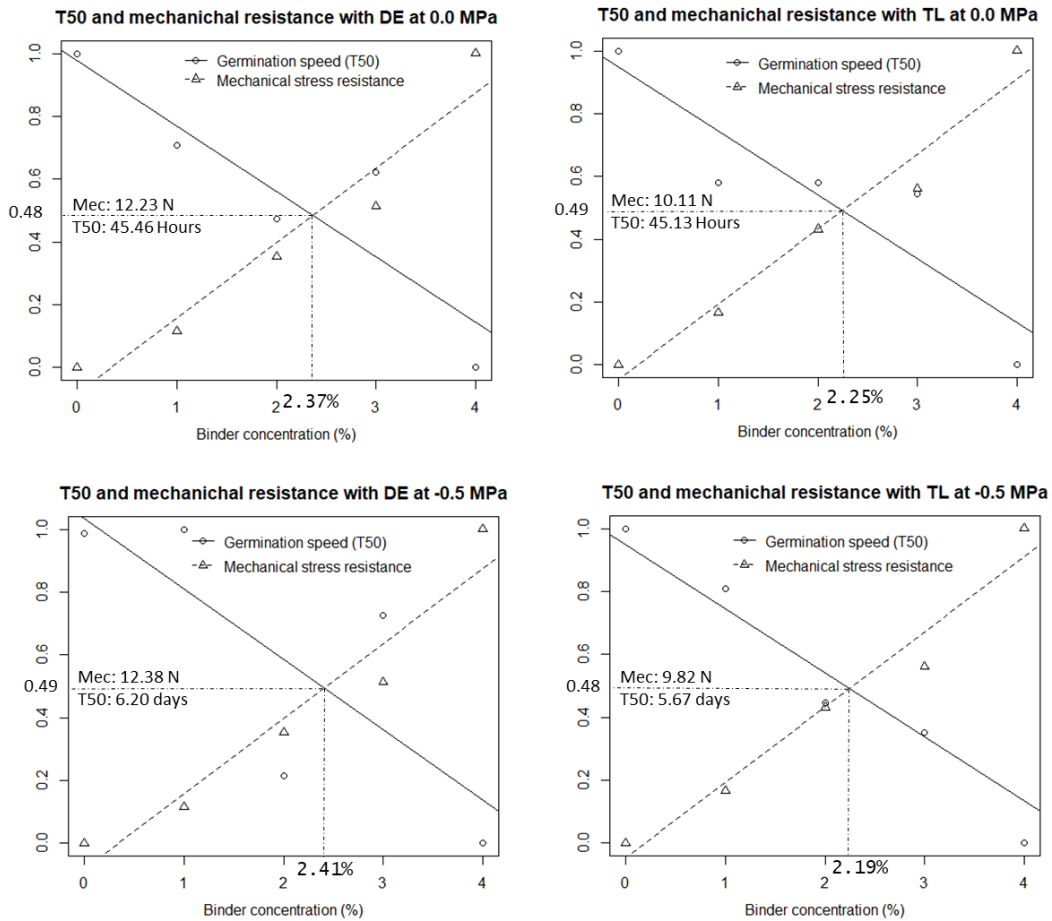 T50 and mechanichal resistance with DE at 0.0 MPa
Germination speed (T50)
Mechanical stress resistance
1.0
0.8
0.6
0.48
0.4
0.2
0.0
Mec: 12.23 N
T50: 45.46 Hours
0 1 2 3 4
2.37%
Binder concentration (%)
T50 and mechanichal resistance with TL at 0.0 MPa
Germination speed (T50)
Mechanical stress resistance
1.0
0.8
0.6
0.49
0.4
0.2
0.0
Mec: 10.11 N
T50: 45.13 Hours
0 1 2 3 4
2.25%
Binder concentration (%)
T50 and mechanichal resistance with DE at -0.5 MPa
Germination speed (T50)
Mechanical stress resistance
1.0
0.8
0.6
0.49
0.4
0.2
0.0
Mec: 12.38 N
T50: 6.20 days
0 1 2 3 4
2.41%
Binder concentration (%)
T50 and mechanichal resistance with TL at -0.5 MPa
Germination speed (T50)
Mechanical stress resistance
1.0
0.8
0.6
0.48
0.4
0.2
0.0
Mec: 9.82 N
T50: 5.67 days
0 1 2 3 4
2.19%
Binder concentration (%)